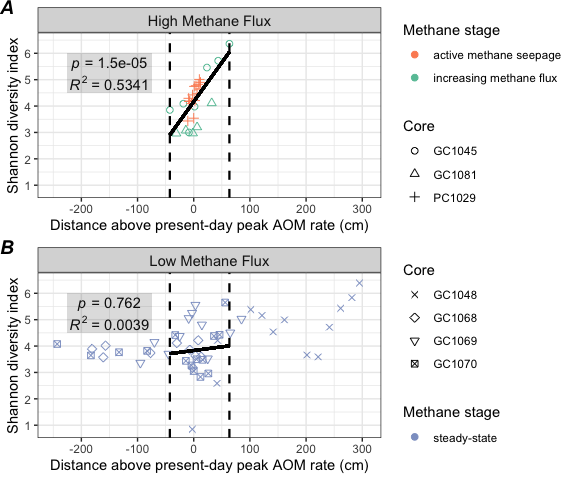 A
High Methane Flux
Shannon diversity index
6
5
4
3
2
1
p = 1.5e-05
R² = 0.5341
-200
-100
0
100
200
300
Distance above present-day peak AOM rate (cm)
Methane stage
active methane seepage
increasing methane flux
Core
GC1045
GC1081
PC1029
B
Low Methane Flux
Shannon diversity index
6
5
4
3
2
1
p = 0.762
R² = 0.0039
-200
-100
0
100
200
300
Distance above present-day peak AOM rate (cm)
Core
GC1048
GC1068
GC1069
GC1070
Methane stage
steady-state